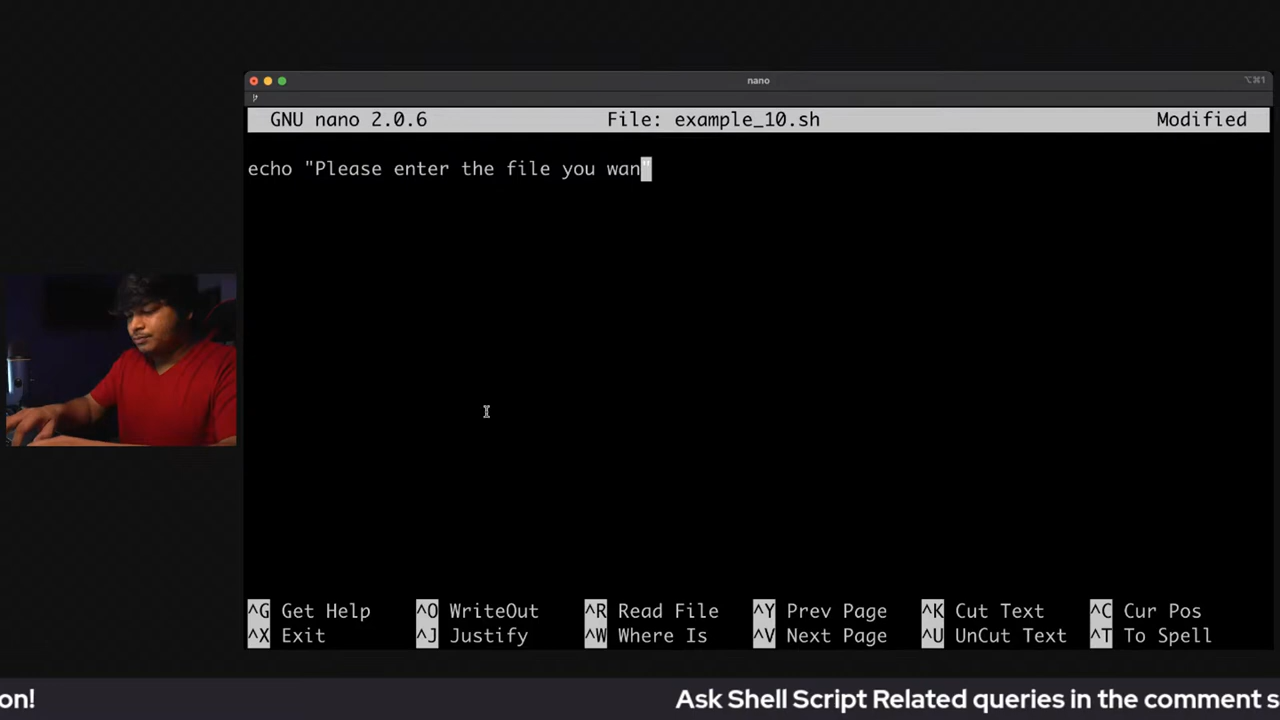 nano
⌥⌘1
GNU nano 2.0.6 File: example_10.sh Modified
echo "Please enter the file you wan"
^G Get Help ^O WriteOut ^R Read File ^Y Prev Page ^K Cut Text ^C Cur Pos
^X Exit ^J Justify ^W Where Is ^V Next Page ^U UnCut Text ^T To Spell
on! Ask Shell Script Related queries in the comment s